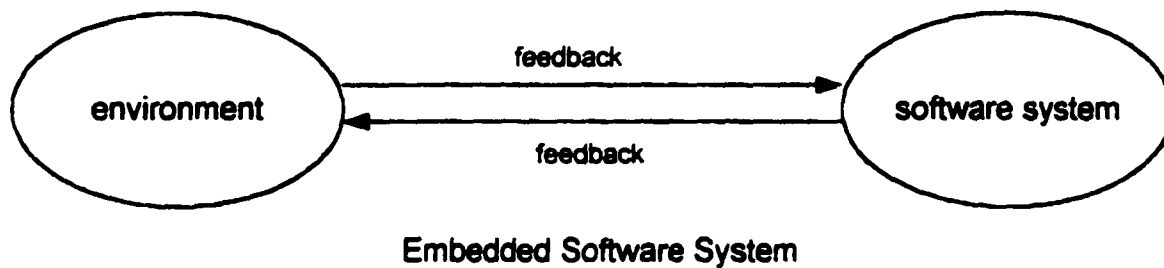 feedback
environment
software system
feedback
Embedded Software System